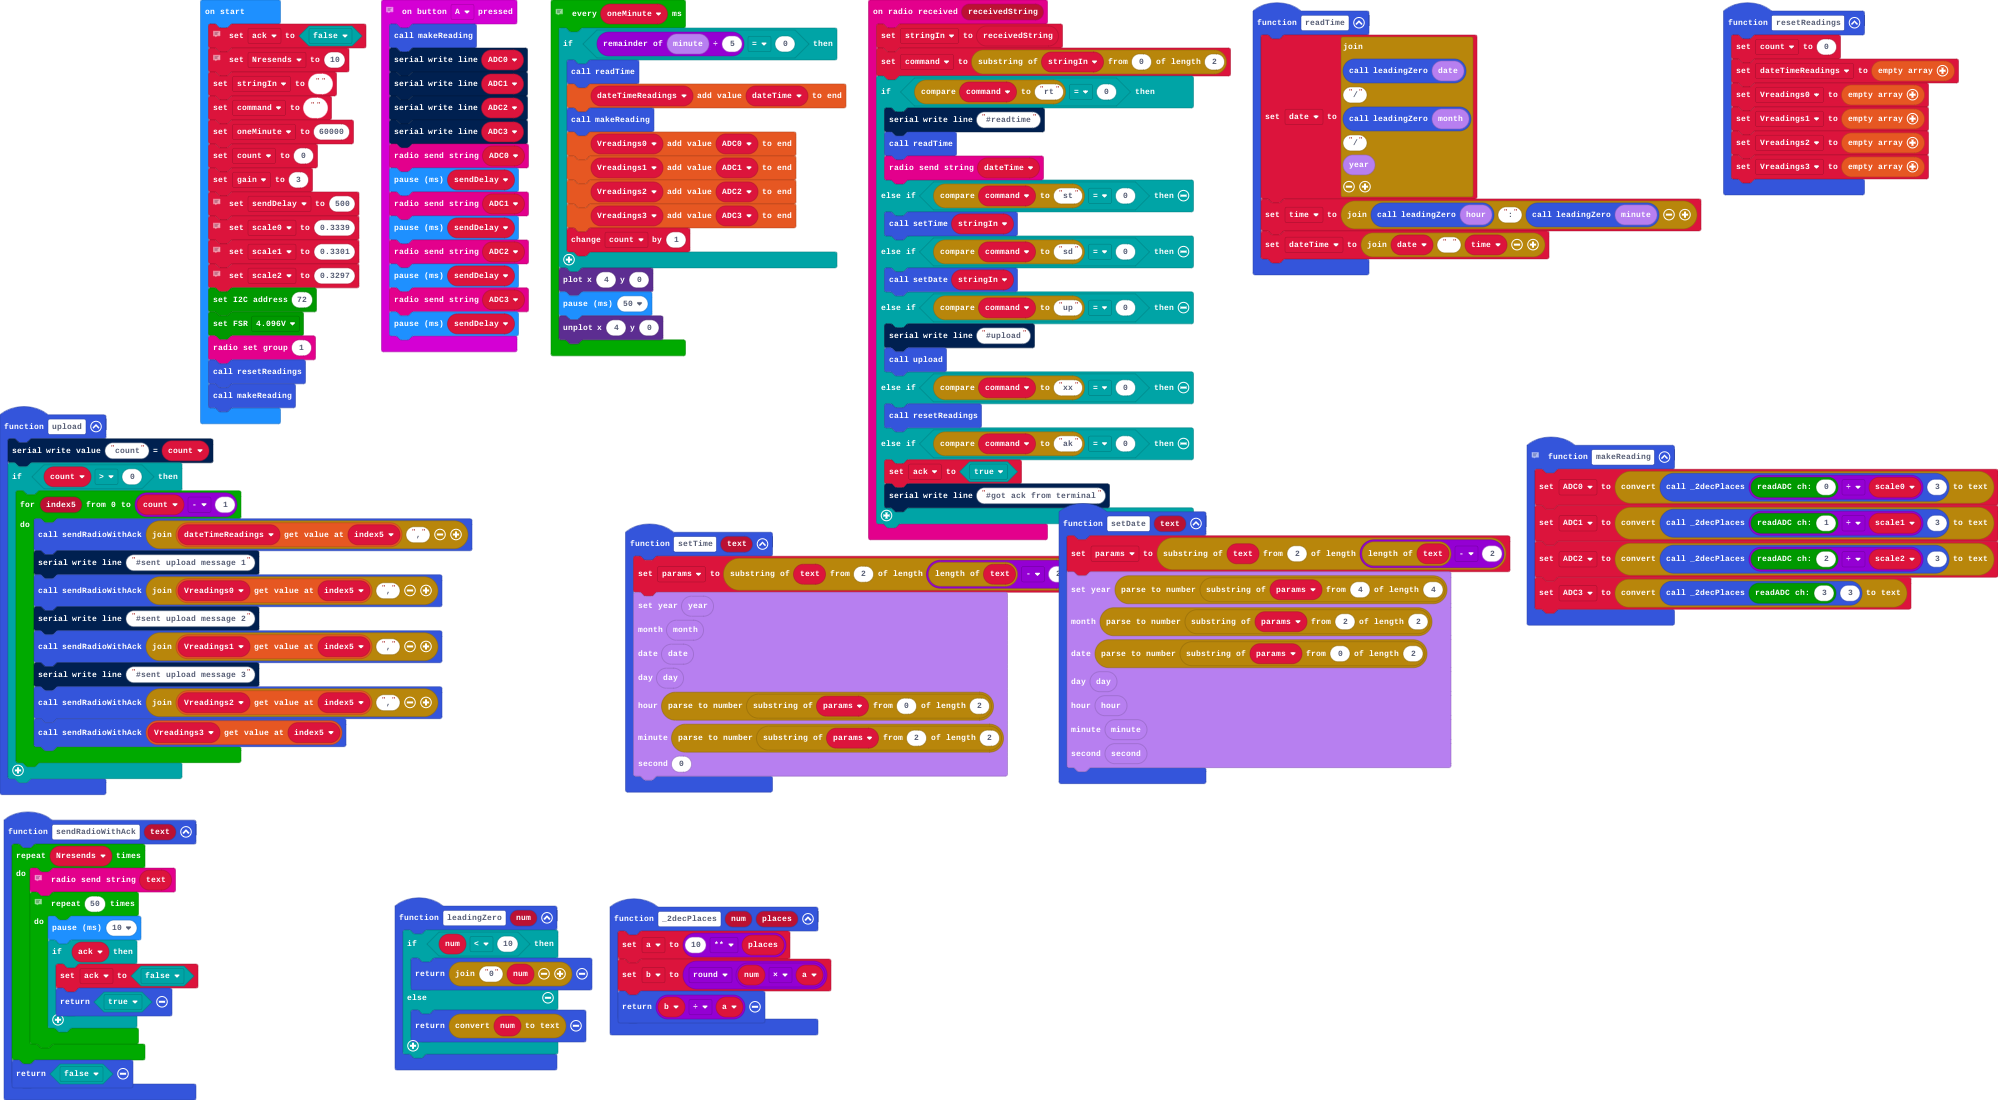 on start
set ack to false
set Nresends to 10
set stringIn to " "
set command to " "
set oneMinute to 60000
set count to 0
set gain to 3
set sendDelay to 500
set scale0 to 0.3339
set scale1 to 0.3301
set scale2 to 0.3297
set I2C address 72
set FSR 4.096V
radio set group 1
call resetReadings
call makeReading
on button A pressed
call makeReading
serial write line ADC0
serial write line ADC1
serial write line ADC2
serial write line ADC3
radio send string ADC0
pause (ms) sendDelay
radio send string ADC1
pause (ms) sendDelay
radio send string ADC2
pause (ms) sendDelay
radio send string ADC3
pause (ms) sendDelay
every oneMinute ms
if remainder of minute ÷ 5 = 0 then
call readTime
dateTimeReadings add value dateTime to end
call makeReading
Vreadings0 add value ADC0 to end
Vreadings1 add value ADC1 to end
Vreadings2 add value ADC2 to end
Vreadings3 add value ADC3 to end
change count by 1
plot x 4 y 0
pause (ms) 50
unplot x 4 y 0
on radio received receivedString
set stringIn to receivedString
set command to substring of stringIn from 0 of length 2
if compare command to "rt" = 0 then
serial write line "#readtime"
call readTime
radio send string dateTime
else if compare command to "st" = 0 then
call setTime stringIn
else if compare command to "sd" = 0 then
call setDate stringIn
else if compare command to "up" = 0 then
serial write line "#upload"
call upload
else if compare command to "xx" = 0 then
call resetReadings
else if compare command to "ak" = 0 then
set ack to true
serial write line "#got ack from terminal"
function readTime
join
call leadingZero date
"/"
set date to call leadingZero month
"/"
year
set time to join call leadingZero hour ":" call leadingZero minute
set dateTime to join date " " time
function resetReadings
set count to 0
set dateTimeReadings to empty array
set Vreadings0 to empty array
set Vreadings1 to empty array
set Vreadings2 to empty array
set Vreadings3 to empty array
function upload
serial write value "count" = count
if count > 0 then
for index5 from 0 to count - 1
do call sendRadioWithAck join dateTimeReadings get value at index5 ","
serial write line "#sent upload message 1"
call sendRadioWithAck join Vreadings0 get value at index5 ","
serial write line "#sent upload message 2"
call sendRadioWithAck join Vreadings1 get value at index5 ","
serial write line "#sent upload message 3"
call sendRadioWithAck join Vreadings2 get value at index5 ","
call sendRadioWithAck Vreadings3 get value at index5
function setTime text
set params to substring of text from 2 of length length of text -
set year year
month month
date date
day day
hour parse to number substring of params from 0 of length 2
minute parse to number substring of params from 2 of length 2
second 0
function setDate text
set params to substring of text from 2 of length length of text - 2
set year parse to number substring of params from 4 of length 4
month parse to number substring of params from 2 of length 2
date parse to number substring of params from 0 of length 2
day day
hour hour
minute minute
second second
function makeReading
set ADC0 to convert call _2decPlaces readADC ch: 0 ÷ scale0 3 to text
set ADC1 to convert call _2decPlaces readADC ch: 1 ÷ scale1 3 to text
set ADC2 to convert call _2decPlaces readADC ch: 2 ÷ scale2 3 to text
set ADC3 to convert call _2decPlaces readADC ch: 3 3 to text
function sendRadioWithAck text
repeat Nresends times
do radio send string text
repeat 50 times
do pause (ms) 10
if ack then
set ack to false
return true
return false
function leadingZero num
if num < 10 then
return join "0" num
else
return convert num to text
function _2decPlaces num places
set a to 10 ** places
set b to round num × a
return b ÷ a